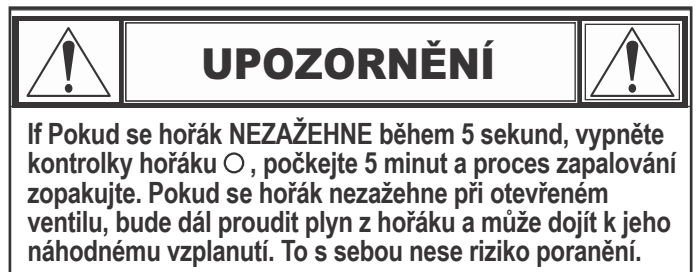 UPOZORNĚNÍ
If Pokud se hořák NEZAŽEHNE během 5 sekund, vypněte
kontrolky hořáku ○ , počkejte 5 minut a proces zapalování
zopakujte. Pokud se hořák nezažehne při otevřeném
ventilu, bude dál proudit plyn z hořáku a může dojít k jeho
náhodnému vzplanutí. To s sebou nese riziko poranění.